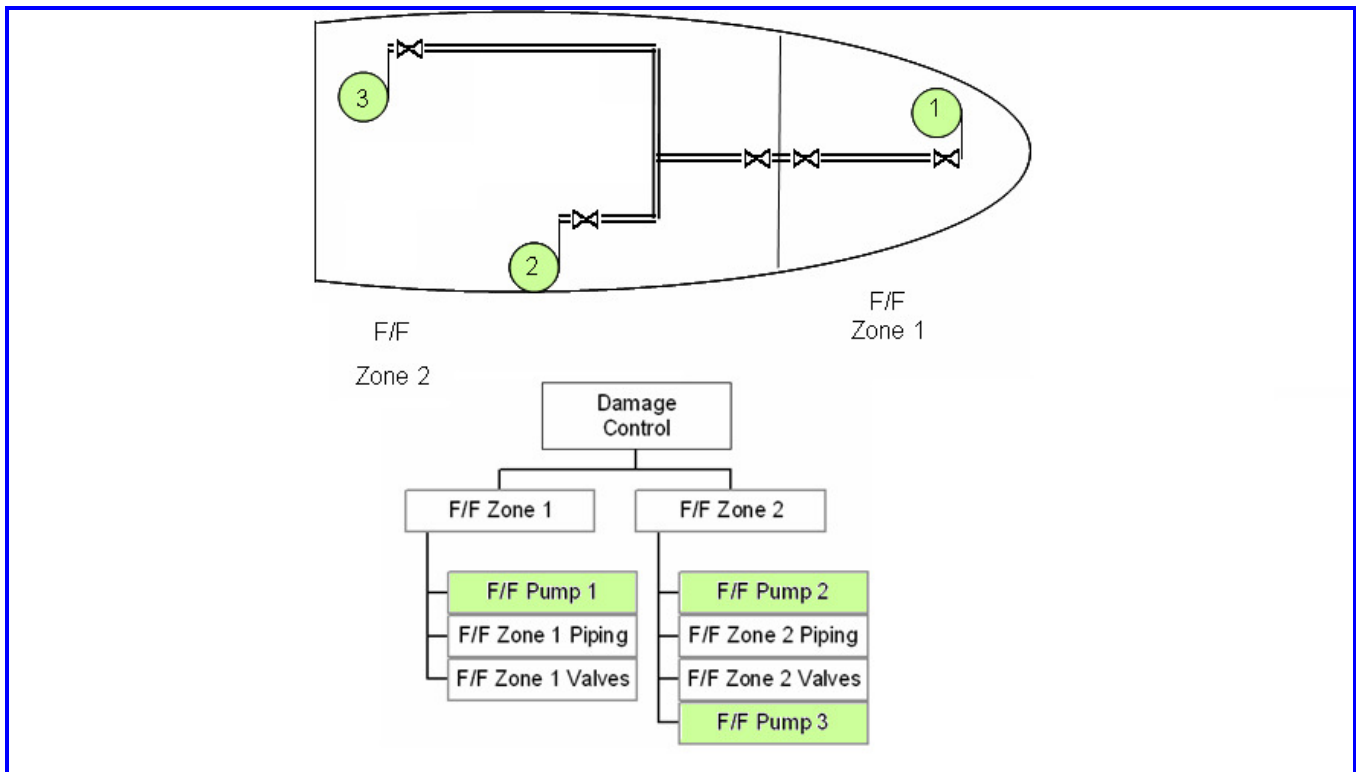 3
1
2
F/F
Zone 1
F/F
Zone 2
Damage
Control
F/F Zone 1
F/F Zone 2
F/F Pump 1
F/F Zone 1 Piping
F/F Zone 1 Valves
F/F Pump 2
F/F Zone 2 Piping
F/F Zone 2 Valves
F/F Pump 3